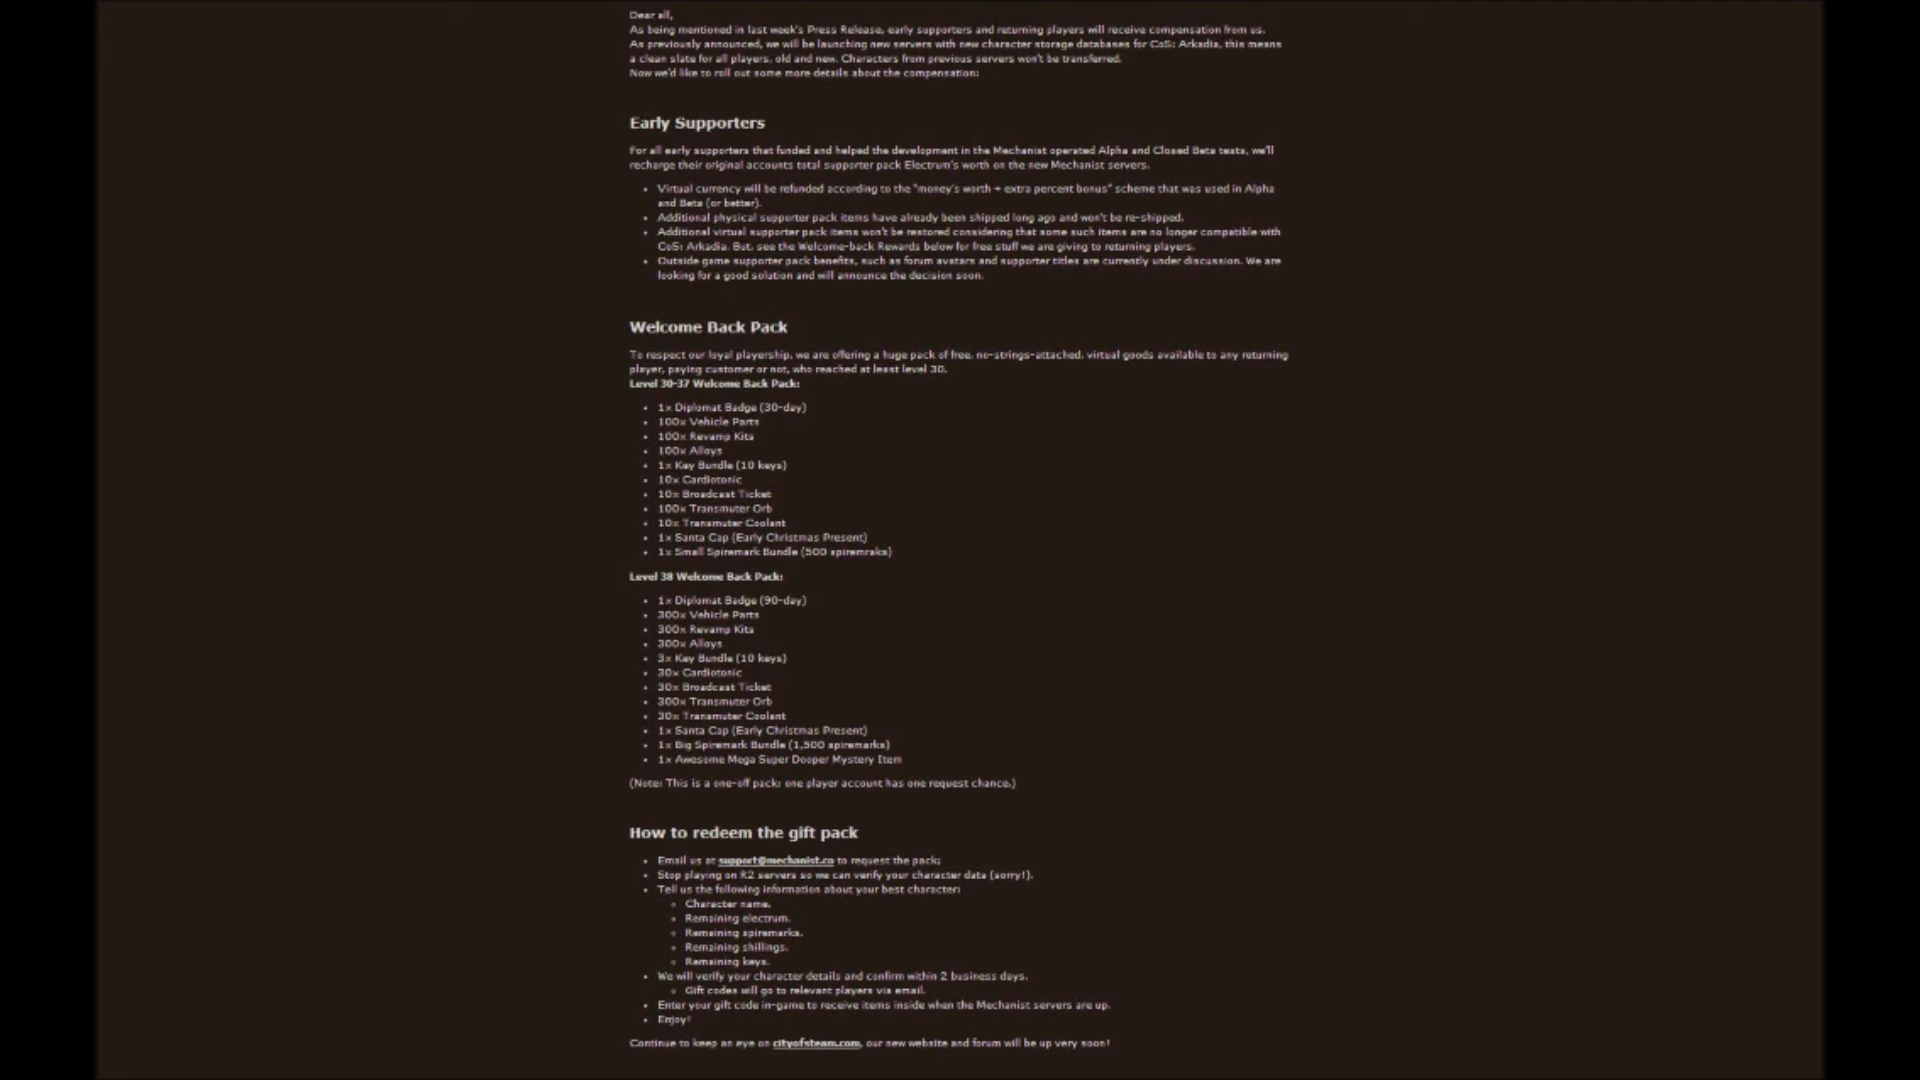 Dear all,
As being mentioned in last week's Press Release, early supporters and returning players will receive compensation from us.
As previously announced, we will be launching new servers with new character storage databases for CoS: Arkadia, this means
a clean slate for all players, old and new. Characters from previous servers won't be transferred.
Now we'd like to roll out some more details about the compensation:
Early Supporters
For all early supporters that funded and helped the development in the Mechanist operated Alpha and Closed Beta tests, we'll
recharge their original accounts total supporter pack Electrum's worth on the new Mechanist servers.
• Virtual currency will be refunded according to the "money's worth + extra percent bonus" scheme that was used in Alpha
and Beta (or better).
• Additional physical supporter pack items have already been shipped long ago and won't be re-shipped.
• Additional virtual supporter pack items won't be restored considering that some such items are no longer compatible with
CoS: Arkadia. But, see the Welcome-back Rewards below for free stuff we are giving to returning players.
• Outside game supporter pack benefits, such as forum avatars and supporter titles are currently under discussion. We are
looking for a good solution and will announce the decision soon.
Welcome Back Pack
To respect our loyal playership, we are offering a huge pack of free, no-strings-attached, virtual goods available to any returning
player, paying customer or not, who reached at least level 30.
Level 30-37 Welcome Back Pack:
• 1x Diplomat Badge (30-day)
• 100x Vehicle Parts
• 100x Revamp Kits
• 100x Alloys
• 1x Key Bundle (10 keys)
• 10x Cardiotonic
• 10x Broadcast Ticket
• 100x Transmuter Orb
• 10x Transmuter Coolant
• 1x Santa Cap (Early Christmas Present)
• 1x Small Spiremark Bundle (500 spiremraks)
Level 38 Welcome Back Pack:
• 1x Diplomat Badge (90-day)
• 300x Vehicle Parts
• 300x Revamp Kits
• 300x Alloys
• 3x Key Bundle (10 keys)
• 30x Cardiotonic
• 30x Broadcast Ticket
• 300x Transmuter Orb
• 30x Transmuter Coolant
• 1x Santa Cap (Early Christmas Present)
• 1x Big Spiremark Bundle (1,500 spiremarks)
• 1x Awesome Mega Super Dooper Mystery Item
(Note: This is a one-off pack: one player account has one request chance.)
How to redeem the gift pack
• Email us at support@mechanist.co to request the pack;
• Stop playing on R2 servers so we can verify your character data (sorry!).
• Tell us the following information about your best character:
◦ Character name.
◦ Remaining electrum.
◦ Remaining spiremarks.
◦ Remaining shillings.
◦ Remaining keys.
• We will verify your character details and confirm within 2 business days.
◦ Gift codes will go to relevant players via email.
• Enter your gift code in-game to receive items inside when the Mechanist servers are up.
• Enjoy!
Continue to keep an eye on cityofsteam.com, our new website and forum will be up very soon!